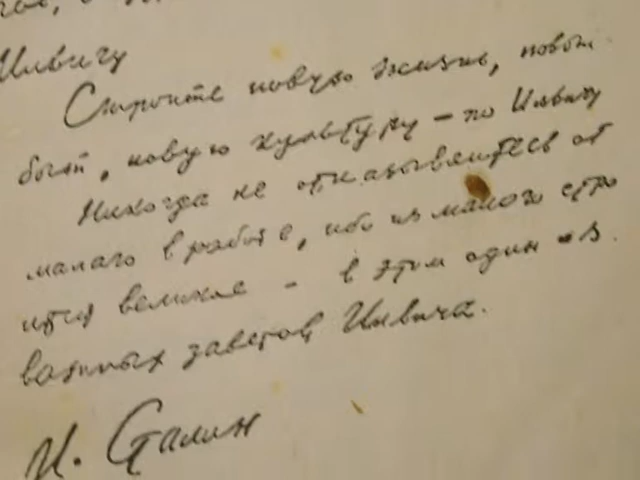 Ильичу
Стройте новую жизнь, новый
быт, новую культуру – по Ильичу
Никогда не отказывайтесь от
малаго в работе, ибо из малого стро
ится великое – в этом один из
важных заветов Ильича.
И. Сталин